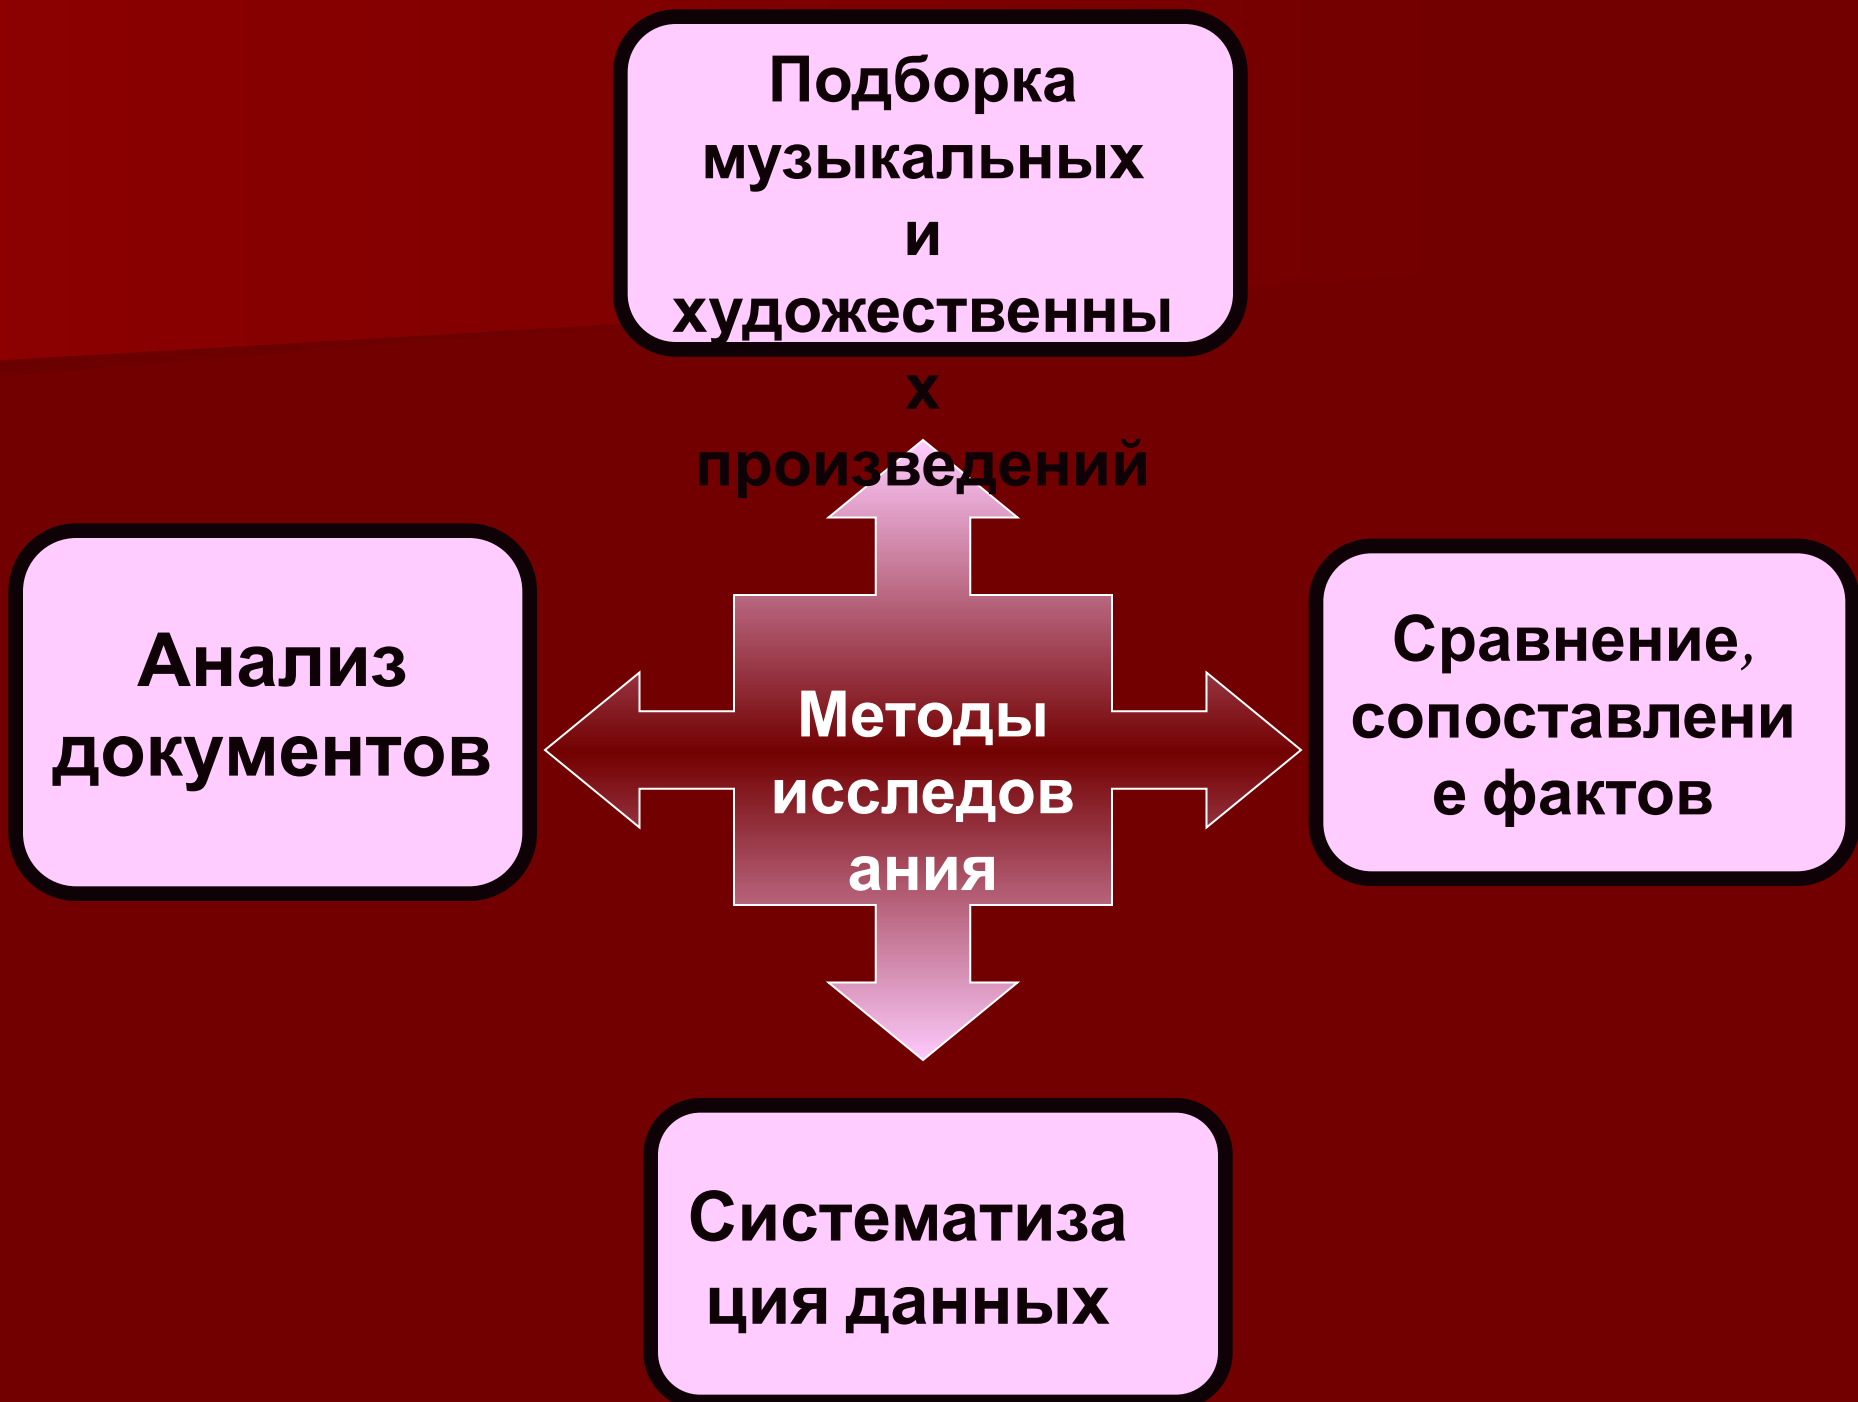 Подборка
музыкальных
и
художественны
х
произведений
Анализ
документов
Методы
исследов
ания
Сравнение,
сопоставлени
е фактов
Систематиза
ция данных